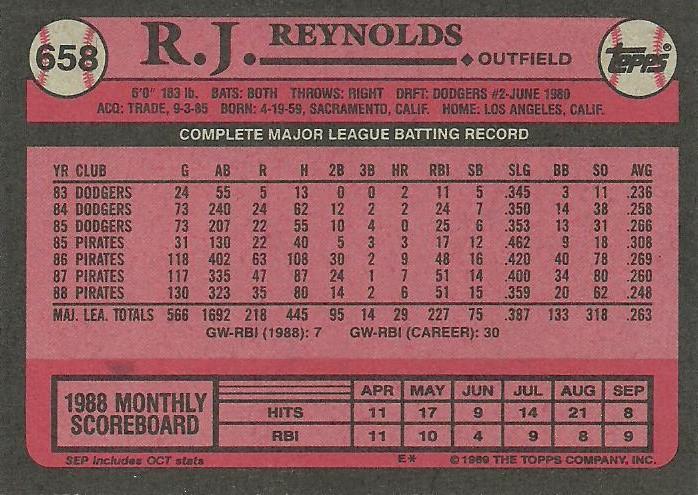 658 R.J. REYNOLDS ◆ OUTFIELD Topps®
6'0" 183 lb. BATS: BOTH THROWS: RIGHT DRFT: DODGERS #2-JUNE 1980
ACQ: TRADE, 9-3-85 BORN: 4-19-59, SACRAMENTO, CALIF. HOME: LOS ANGELES, CALIF.
COMPLETE MAJOR LEAGUE BATTING RECORD
YR CLUB G AB R H 2B 3B HR RBI SB SLG BB SO AVG
83 DODGERS 24 55 5 13 0 0 2 11 5 .345 3 11 .236
84 DODGERS 73 240 24 62 12 2 2 24 7 .350 14 38 .258
85 DODGERS 73 207 22 55 10 4 0 25 6 .353 13 31 .266
85 PIRATES 31 130 22 40 5 3 3 17 12 .462 9 18 .308
86 PIRATES 118 402 63 108 30 2 9 48 16 .420 40 78 .269
87 PIRATES 117 335 47 87 24 1 7 51 14 .400 34 80 .260
88 PIRATES 130 323 35 80 14 2 6 51 15 .359 20 62 .248
MAJ. LEA. TOTALS 566 1692 218 445 95 14 29 227 75 .387 133 318 .263
GW-RBI (1988): 7 GW-RBI (CAREER): 30
1988 MONTHLY SCOREBOARD
APR MAY JUN JUL AUG SEP
HITS 11 17 9 14 21 8
RBI 11 10 4 9 8 9
SEP includes OCT stats E* © 1989 THE TOPPS COMPANY, INC.